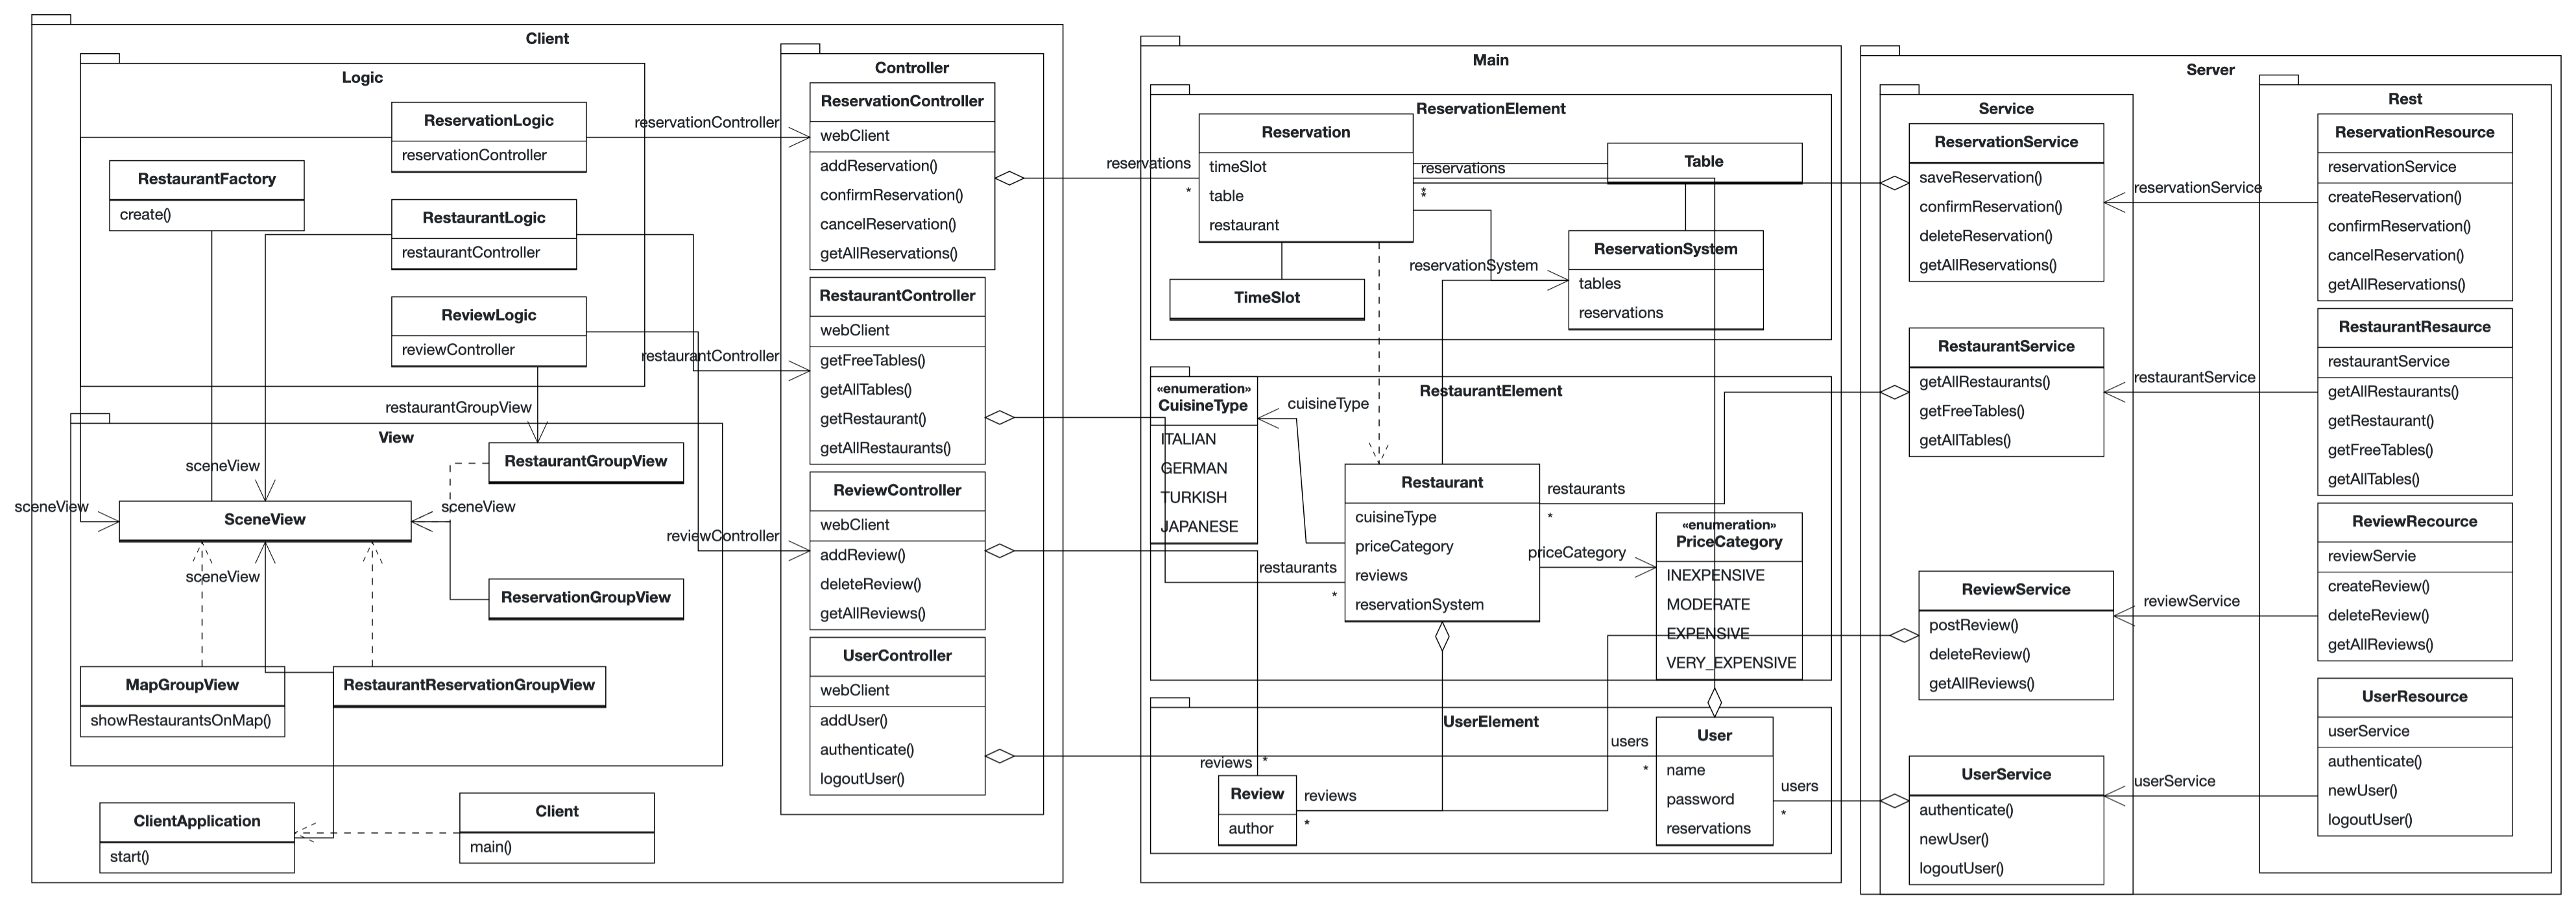 Client
Logic
ReservationLogic
reservationController
RestaurantFactory
create()
RestaurantLogic
restaurantController
ReviewLogic
reviewController
reservationController
restaurantController
reviewController
restaurantGroupView
View
RestaurantGroupView
sceneView
sceneView
sceneView
SceneView
sceneView
ReservationGroupView
MapGroupView
showRestaurantsOnMap()
RestaurantReservationGroupView
ClientApplication
start()
Client
main()
Controller
ReservationController
webClient
addReservation()
confirmReservation()
cancelReservation()
getAllReservations()
RestaurantController
webClient
getFreeTables()
getAllTables()
getRestaurant()
getAllRestaurants()
ReviewController
webClient
addReview()
deleteReview()
getAllReviews()
UserController
webClient
addUser()
authenticate()
logoutUser()
Main
ReservationElement
reservations
*
Reservation
timeSlot
table
restaurant
reservations
*
*
Table
TimeSlot
reservationSystem
ReservationSystem
tables
reservations
RestaurantElement
«enumeration»
CuisineType
ITALIAN
GERMAN
TURKISH
JAPANESE
cuisineType
Restaurant
cuisineType
priceCategory
reviews
reservationSystem
restaurants
*
restaurants
*
priceCategory
«enumeration»
PriceCategory
INEXPENSIVE
MODERATE
EXPENSIVE
VERY_EXPENSIVE
UserElement
reviews
*
Review
author
reviews
*
users
*
User
name
password
reservations
users
*
Server
Service
ReservationService
saveReservation()
confirmReservation()
deleteReservation()
getAllReservations()
RestaurantService
getAllRestaurants()
getFreeTables()
getAllTables()
ReviewService
postReview()
deleteReview()
getAllReviews()
UserService
authenticate()
newUser()
logoutUser()
reservationService
restaurantService
reviewService
userService
Rest
ReservationResource
reservationService
createReservation()
confirmReservation()
cancelReservation()
getAllReservations()
RestaurantResaurce
restaurantService
getAllRestaurants()
getRestaurant()
getFreeTables()
getAllTables()
ReviewRecource
reviewServie
createReview()
deleteReview()
getAllReviews()
UserResource
userService
authenticate()
newUser()
logoutUser()